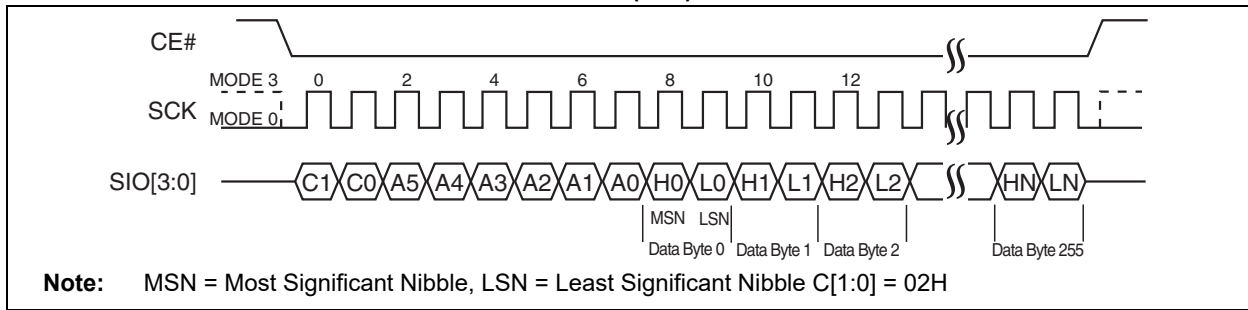 CE#
MODE 3 0 2 4 6 8 10 12
SCK
MODE 0
SIO[3:0] C1 C0 A5 A4 A3 A2 A1 A0 H0 L0 H1 L1 H2 L2 HN LN
MSN LSN
Data Byte 0 Data Byte 1 Data Byte 2 Data Byte 255
Note: MSN = Most Significant Nibble, LSN = Least Significant Nibble C[1:0] = 02H